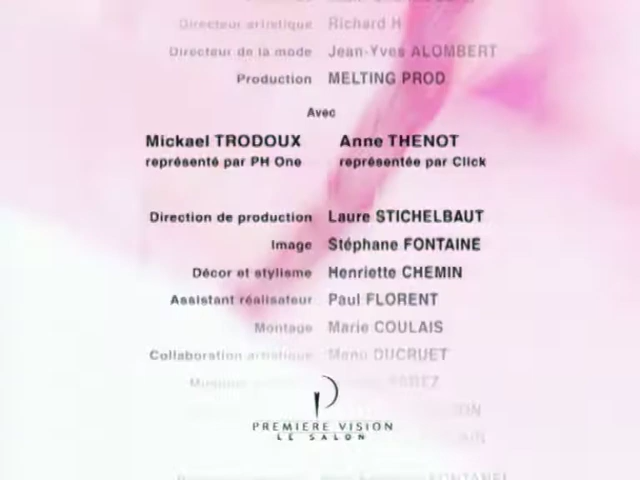 Directeur artistique Richard H
Directeur de la mode Jean-Yves ALOMBERT
Production MELTING PROD
Avec
Mickael TRODOUX Anne THENOT
représenté par PH One représentée par Click
Direction de production Laure STICHELBAUT
Image Stéphane FONTAINE
Décor et stylisme Henriette CHEMIN
Assistant réalisateur Paul FLORENT
Montage Marie COULAIS
Collaboration artistique DUCRUET
PREMIERE VISION
LE SALON